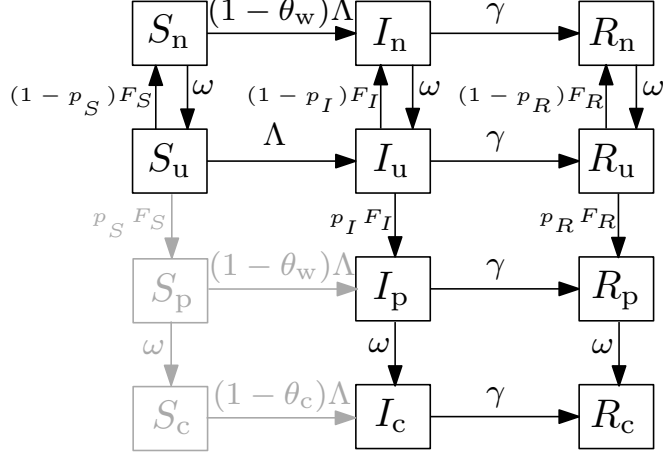 S_n (1 − θ_w)Λ I_n γ R_n
(1 − p_S)F_S ω (1 − p_I)F_I ω (1 − p_R)F_R ω
S_u Λ I_u γ R_u
p_S F_S p_I F_I p_R F_R
S_p (1 − θ_w)Λ I_p γ R_p
ω ω ω
S_c (1 − θ_c)Λ I_c γ R_c